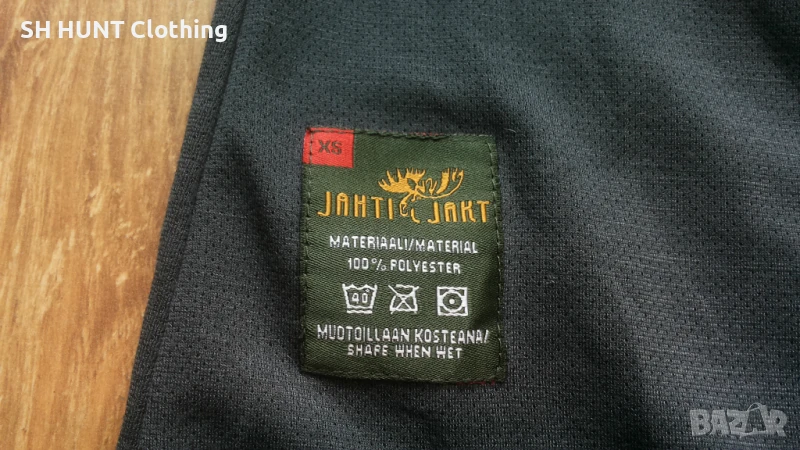 SH HUNT Clothing
XS
JAHTI JAKT
MATERIAALI/MATERIAL
100% POLYESTER
40
MUOTOILLAAN KOSTEANA/
SHAPE WHEN WET
BAZAR